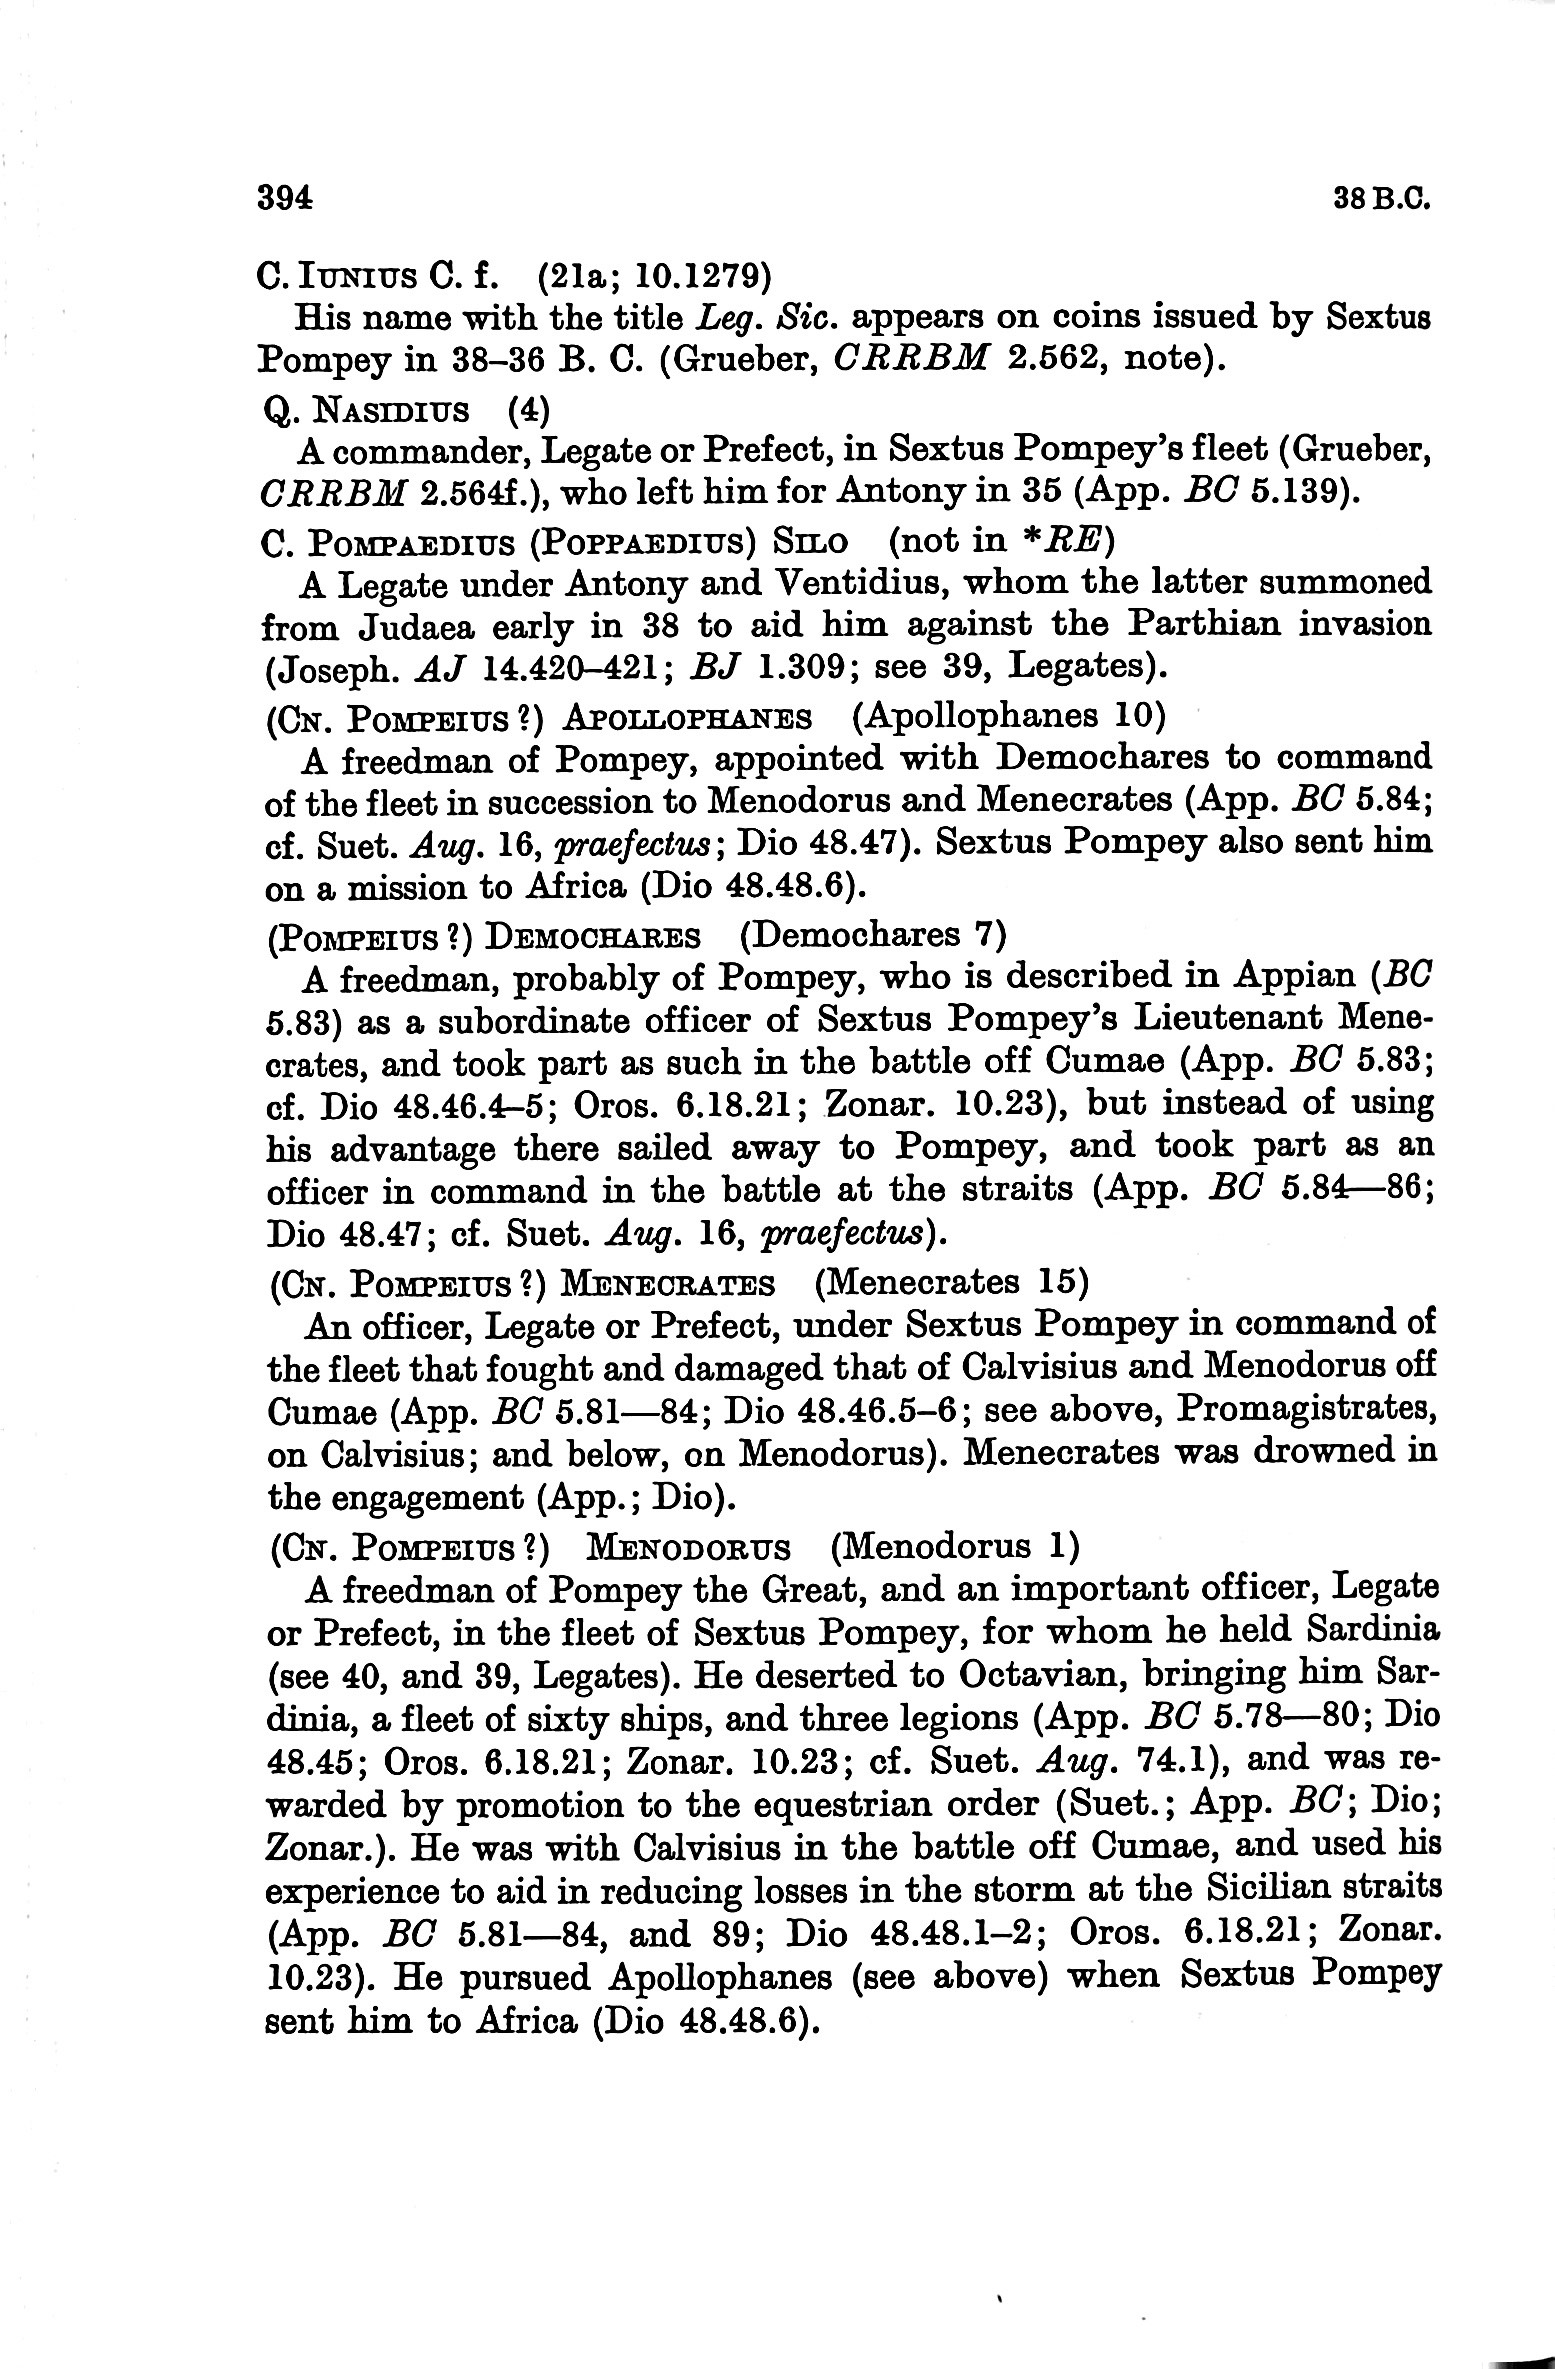 394
38 B.C.
C. IUNIUS C. f. (21a; 10.1279)
His name with the title Leg. Sic. appears on coins issued by Sextus
Pompey in 38–36 B. C. (Grueber, CRRBM 2.562, note).
Q. NASIDIUS (4)
A commander, Legate or Prefect, in Sextus Pompey's fleet (Grueber,
CRRBM 2.564f.), who left him for Antony in 35 (App. BC 5.139).
C. POMPAEDIUS (POPPAEDIUS) SILO (not in *RE)
A Legate under Antony and Ventidius, whom the latter summoned
from Judaea early in 38 to aid him against the Parthian invasion
(Joseph. AJ 14.420–421; BJ 1.309; see 39, Legates).
(CN. POMPEIUS ?) APOLLOPHANES (Apollophanes 10)
A freedman of Pompey, appointed with Demochares to command
of the fleet in succession to Menodorus and Menecrates (App. BC 5.84;
cf. Suet. Aug. 16, praefectus; Dio 48.47). Sextus Pompey also sent him
on a mission to Africa (Dio 48.48.6).
(POMPEIUS ?) DEMOCHARES (Demochares 7)
A freedman, probably of Pompey, who is described in Appian (BC
5.83) as a subordinate officer of Sextus Pompey's Lieutenant Mene-
crates, and took part as such in the battle off Cumae (App. BC 5.83;
cf. Dio 48.46.4–5; Oros. 6.18.21; Zonar. 10.23), but instead of using
his advantage there sailed away to Pompey, and took part as an
officer in command in the battle at the straits (App. BC 5.84—86;
Dio 48.47; cf. Suet. Aug. 16, praefectus).
(CN. POMPEIUS ?) MENECRATES (Menecrates 15)
An officer, Legate or Prefect, under Sextus Pompey in command of
the fleet that fought and damaged that of Calvisius and Menodorus off
Cumae (App. BC 5.81—84; Dio 48.46.5–6; see above, Promagistrates,
on Calvisius; and below, on Menodorus). Menecrates was drowned in
the engagement (App.; Dio).
(CN. POMPEIUS ?) MENODORUS (Menodorus 1)
A freedman of Pompey the Great, and an important officer, Legate
or Prefect, in the fleet of Sextus Pompey, for whom he held Sardinia
(see 40, and 39, Legates). He deserted to Octavian, bringing him Sar-
dinia, a fleet of sixty ships, and three legions (App. BC 5.78—80; Dio
48.45; Oros. 6.18.21; Zonar. 10.23; cf. Suet. Aug. 74.1), and was re-
warded by promotion to the equestrian order (Suet.; App. BC; Dio;
Zonar.). He was with Calvisius in the battle off Cumae, and used his
experience to aid in reducing losses in the storm at the Sicilian straits
(App. BC 5.81—84, and 89; Dio 48.48.1–2; Oros. 6.18.21; Zonar.
10.23). He pursued Apollophanes (see above) when Sextus Pompey
sent him to Africa (Dio 48.48.6).